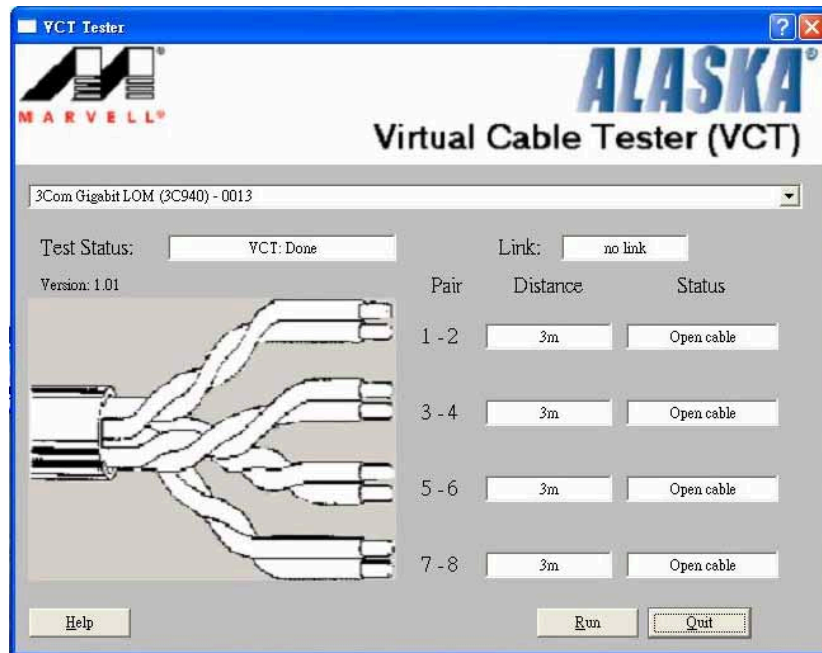 VCT Tester
MARVELL®
ALASKA®
Virtual Cable Tester (VCT)
3Com Gigabit LOM (3C940) - 0013
Test Status: VCT: Done Link: no link
Version: 1.01 Pair Distance Status
1 - 2 3m Open cable
3 - 4 3m Open cable
5 - 6 3m Open cable
7 - 8 3m Open cable
Help Run Quit